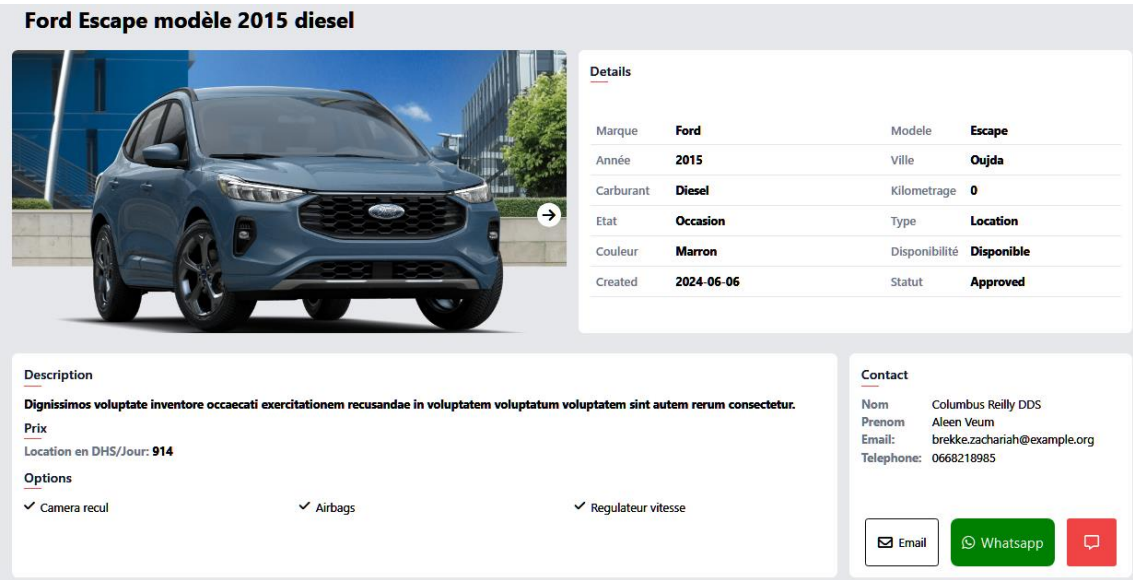 Ford Escape modèle 2015 diesel
Ford
Details
Marque Ford Modele Escape
Année 2015 Ville Oujda
Carburant Diesel Kilometrage 0
Etat Occasion Type Location
Couleur Marron Disponibilité Disponible
Created 2024-06-06 Statut Approved
Description
Dignissimos voluptate inventore occaecati exercitationem recusandae in voluptatem voluptatum voluptatem sint autem rerum consectetur.
Prix
Location en DHS/Jour: 914
Options
Camera recul Airbags Regulateur vitesse
Contact
Nom Columbus Reilly DDS
Prenom Aleen Veum
Email: brekke.zachariah@example.org
Telephone: 0668218985
Email Whatsapp